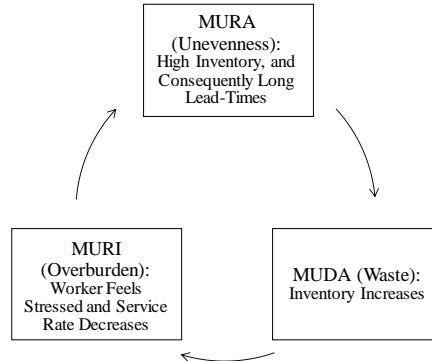 MURA
(Unevenness):
High Inventory, and
Consequently Long
Lead-Times
MURI
(Overburden):
Worker Feels
Stressed and Service
Rate Decreases
MUDA (Waste):
Inventory Increases